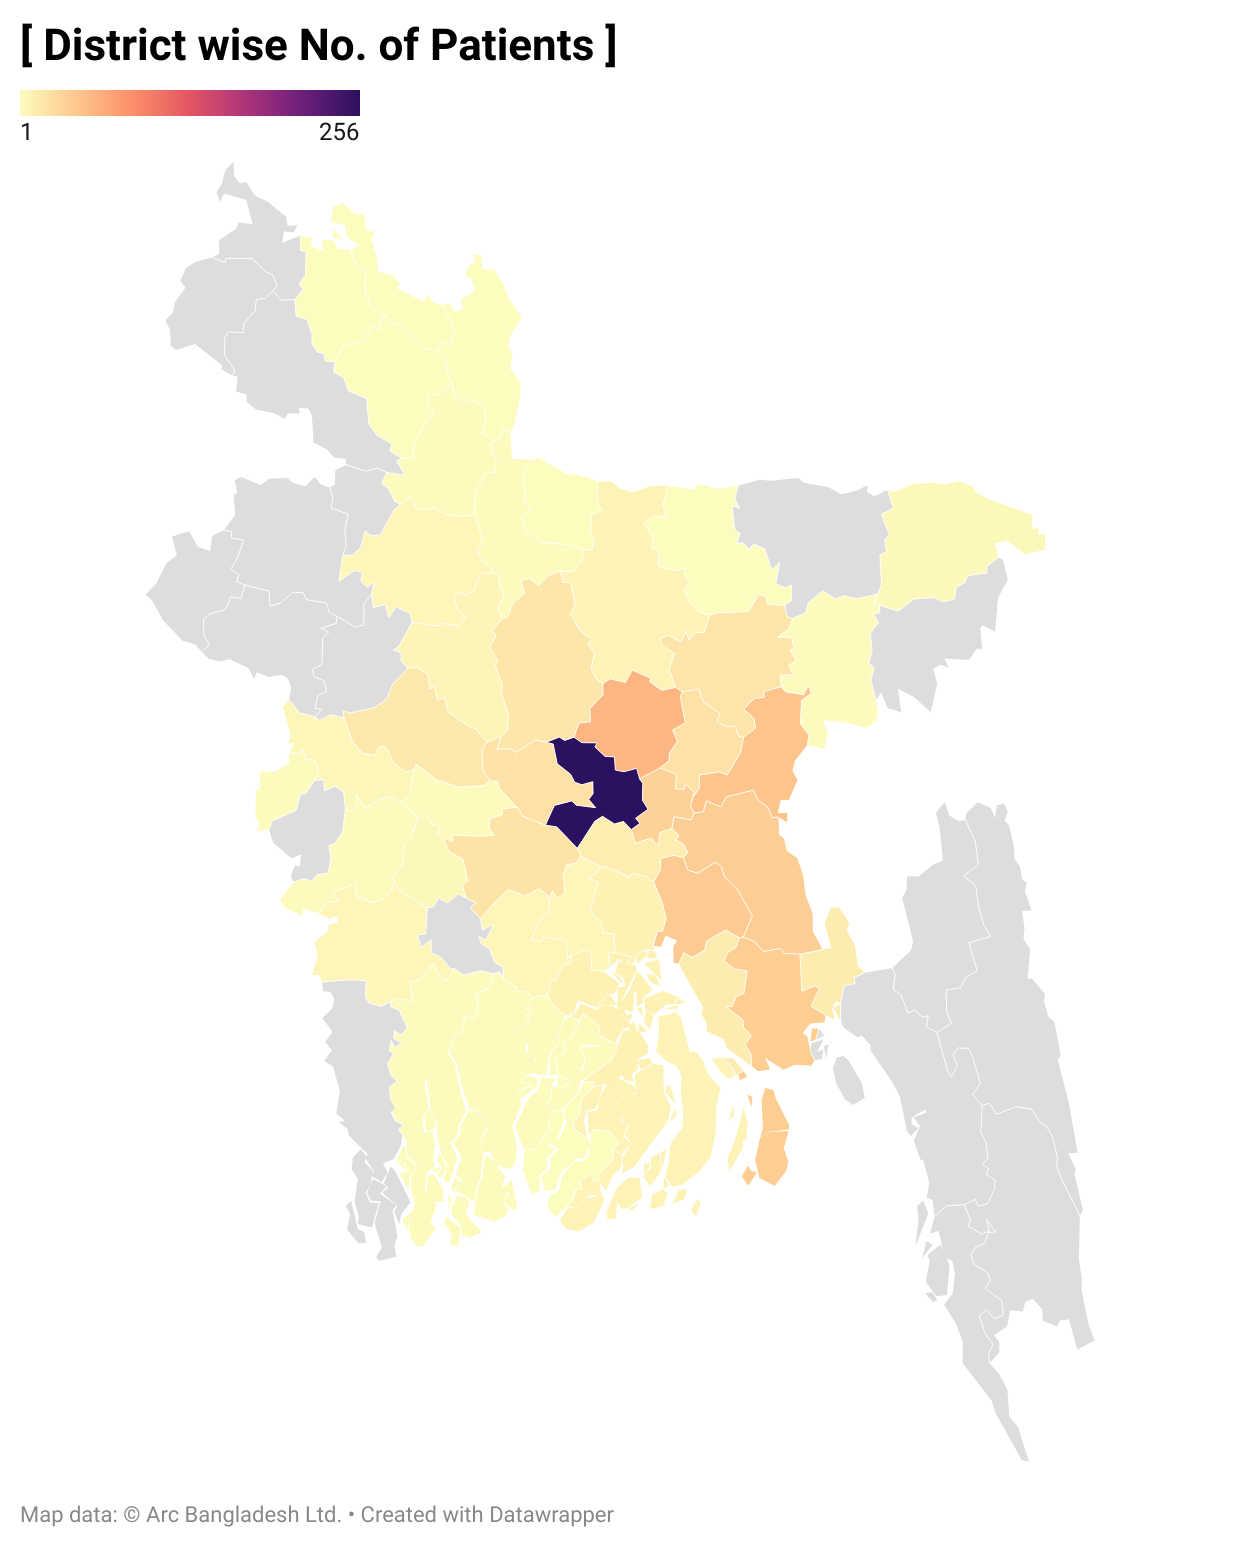 [ District wise No. of Patients ]
1 256
Map data: © Arc Bangladesh Ltd. • Created with Datawrapper